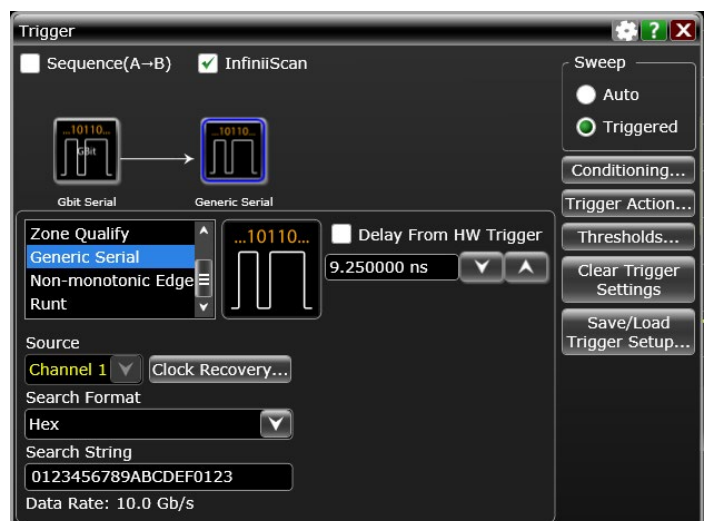 Trigger
?
X
Sequence(A→B)
InfiniiScan
Sweep
Auto
Triggered
...10110...
GBit
...10110...
Gbit Serial
Generic Serial
Conditioning...
Trigger Action...
Thresholds...
Clear Trigger
Settings
Save/Load
Trigger Setup...
Zone Qualify
Generic Serial
Non-monotonic Edge
Runt
...10110...
Delay From HW Trigger
9.250000 ns
Source
Channel 1
Clock Recovery...
Search Format
Hex
Search String
0123456789ABCDEF0123
Data Rate: 10.0 Gb/s